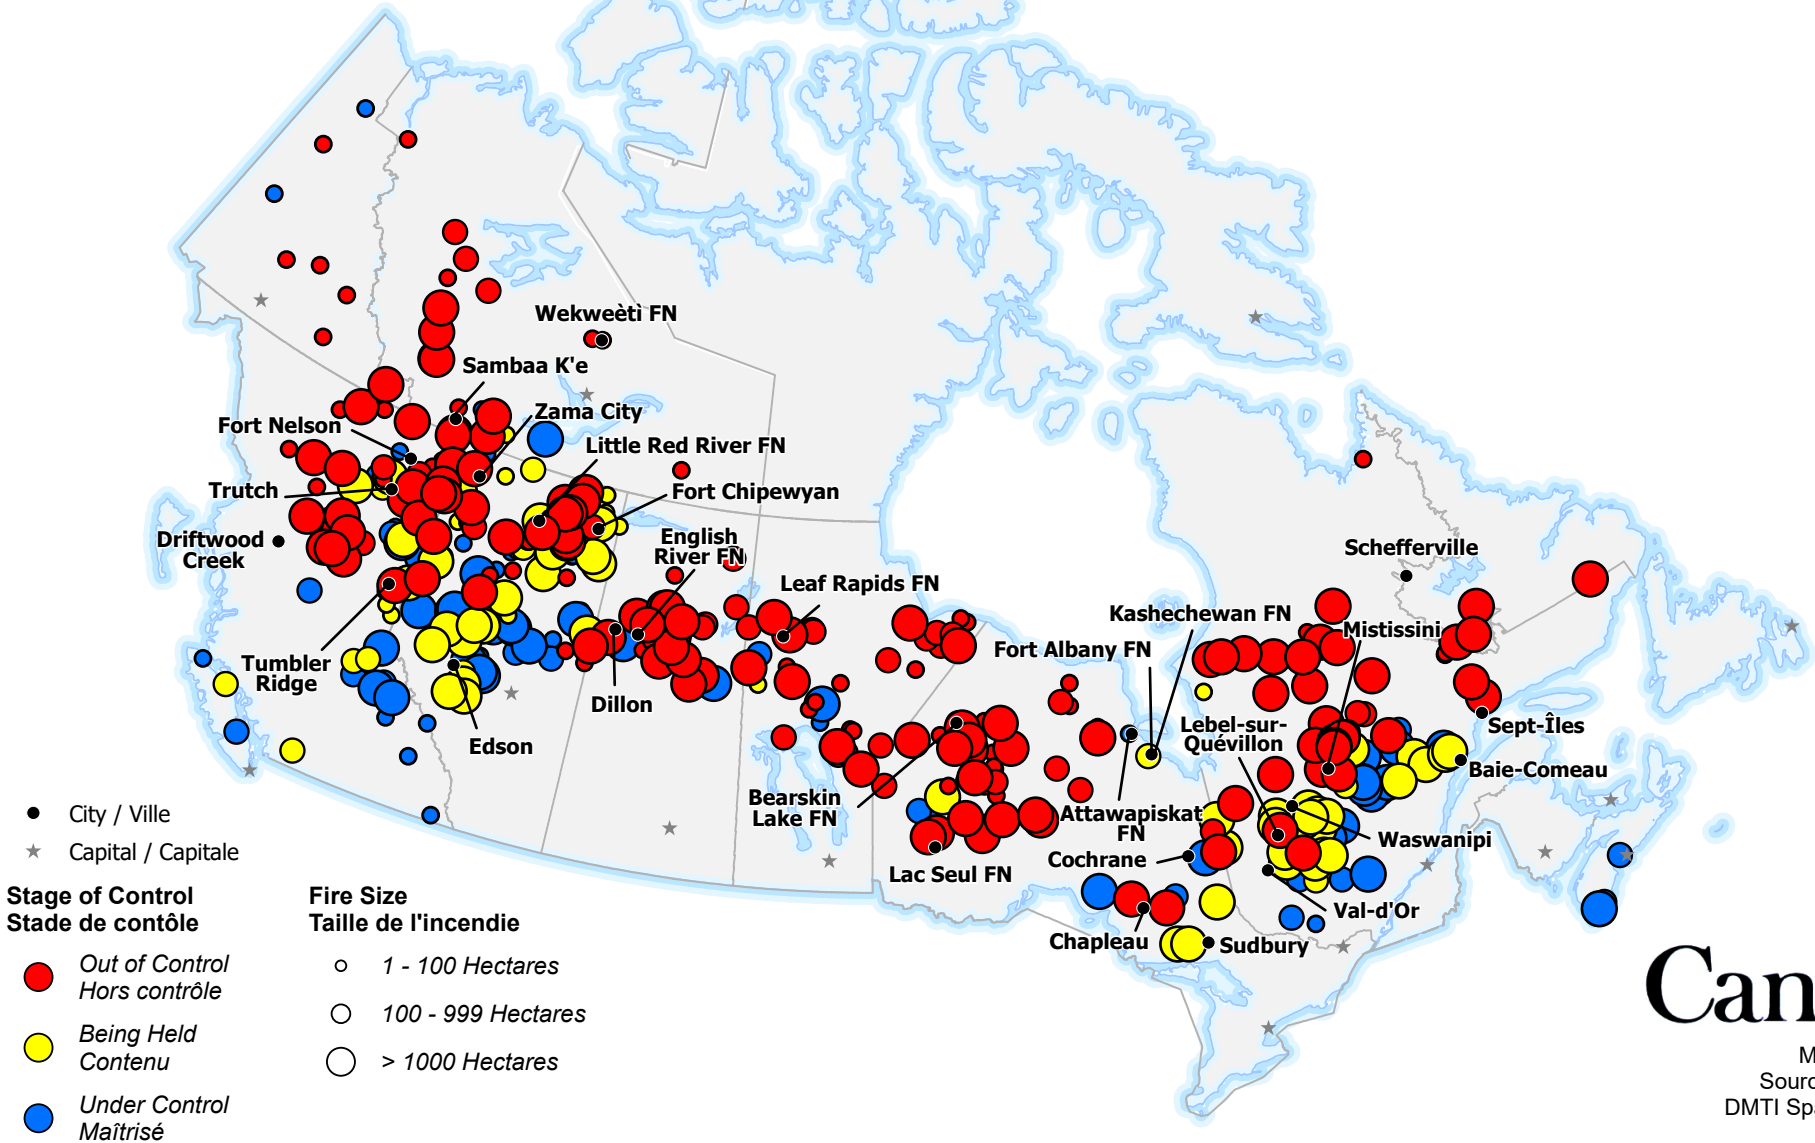 Wekweètì FN
Sambaa K'e
Zama City
Fort Nelson
Little Red River FN
Trutch
Fort Chipewyan
English
River FN
Driftwood
Creek
Schefferville
Leaf Rapids FN
Kashechewan FN
Mistissini
Fort Albany FN
Tumbler
Ridge
Dillon
Lebel-sur-
Quévillon
Sept-Îles
Edson
Baie-Comeau
Bearskin
Lake FN
Attawapiskat
FN
Waswanipi
Cochrane
Lac Seul FN
Val-d'Or
Chapleau
Sudbury
City / Ville
Capital / Capitale
Stage of Control
Stade de contôle
Out of Control
Hors contrôle
Being Held
Contenu
Under Control
Maîtrisé
Fire Size
Taille de l'incendie
1 - 100 Hectares
100 - 999 Hectares
> 1000 Hectares
Can
M
Sourc
DMTI Spa